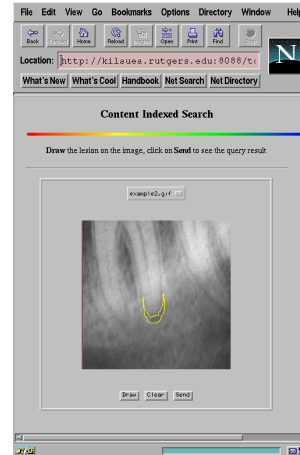 File Edit View Go Bookmarks Options Directory Window Help
Back Home Reload Open Print Find
Location: http://kilauea.rutgers.edu:8088/t
What's New What's Cool Handbook Net Search Net Directory
Content Indexed Search
Draw the lesion on the image, click on Send to see the query result
example2.gif
Draw Clear Send